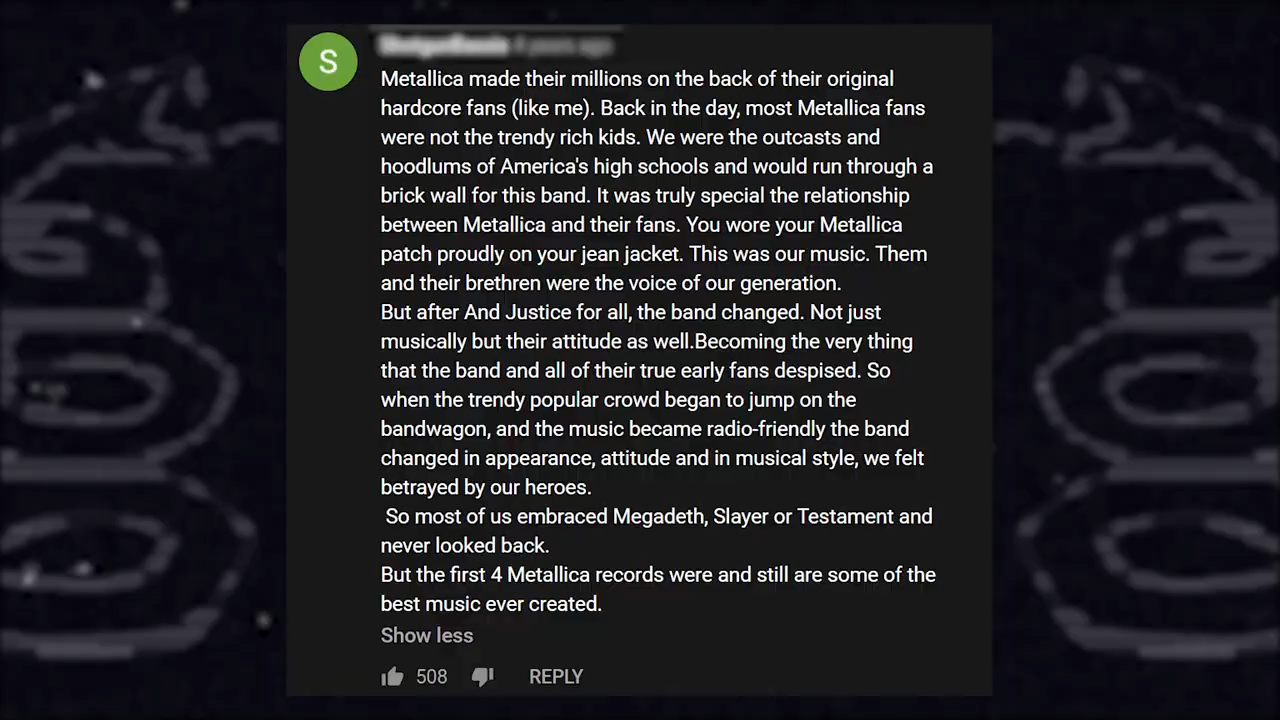 S
Metallica made their millions on the back of their original
hardcore fans (like me). Back in the day, most Metallica fans
were not the trendy rich kids. We were the outcasts and
hoodlums of America's high schools and would run through a
brick wall for this band. It was truly special the relationship
between Metallica and their fans. You wore your Metallica
patch proudly on your jean jacket. This was our music. Them
and their brethren were the voice of our generation.
But after And Justice for all, the band changed. Not just
musically but their attitude as well.Becoming the very thing
that the band and all of their true early fans despised. So
when the trendy popular crowd began to jump on the
bandwagon, and the music became radio-friendly the band
changed in appearance, attitude and in musical style, we felt
betrayed by our heroes.
So most of us embraced Megadeth, Slayer or Testament and
never looked back.
But the first 4 Metallica records were and still are some of the
best music ever created.
Show less
508 REPLY